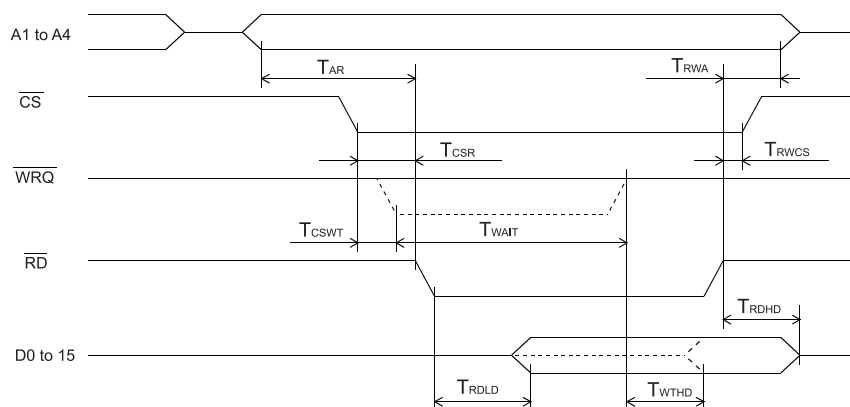 A1 to A4
TAR
TRWA
CS
TCSR
TRWCS
WRQ
TCSWT
TWAIT
RD
TRDHD
D0 to 15
TRDLD
TWTHD